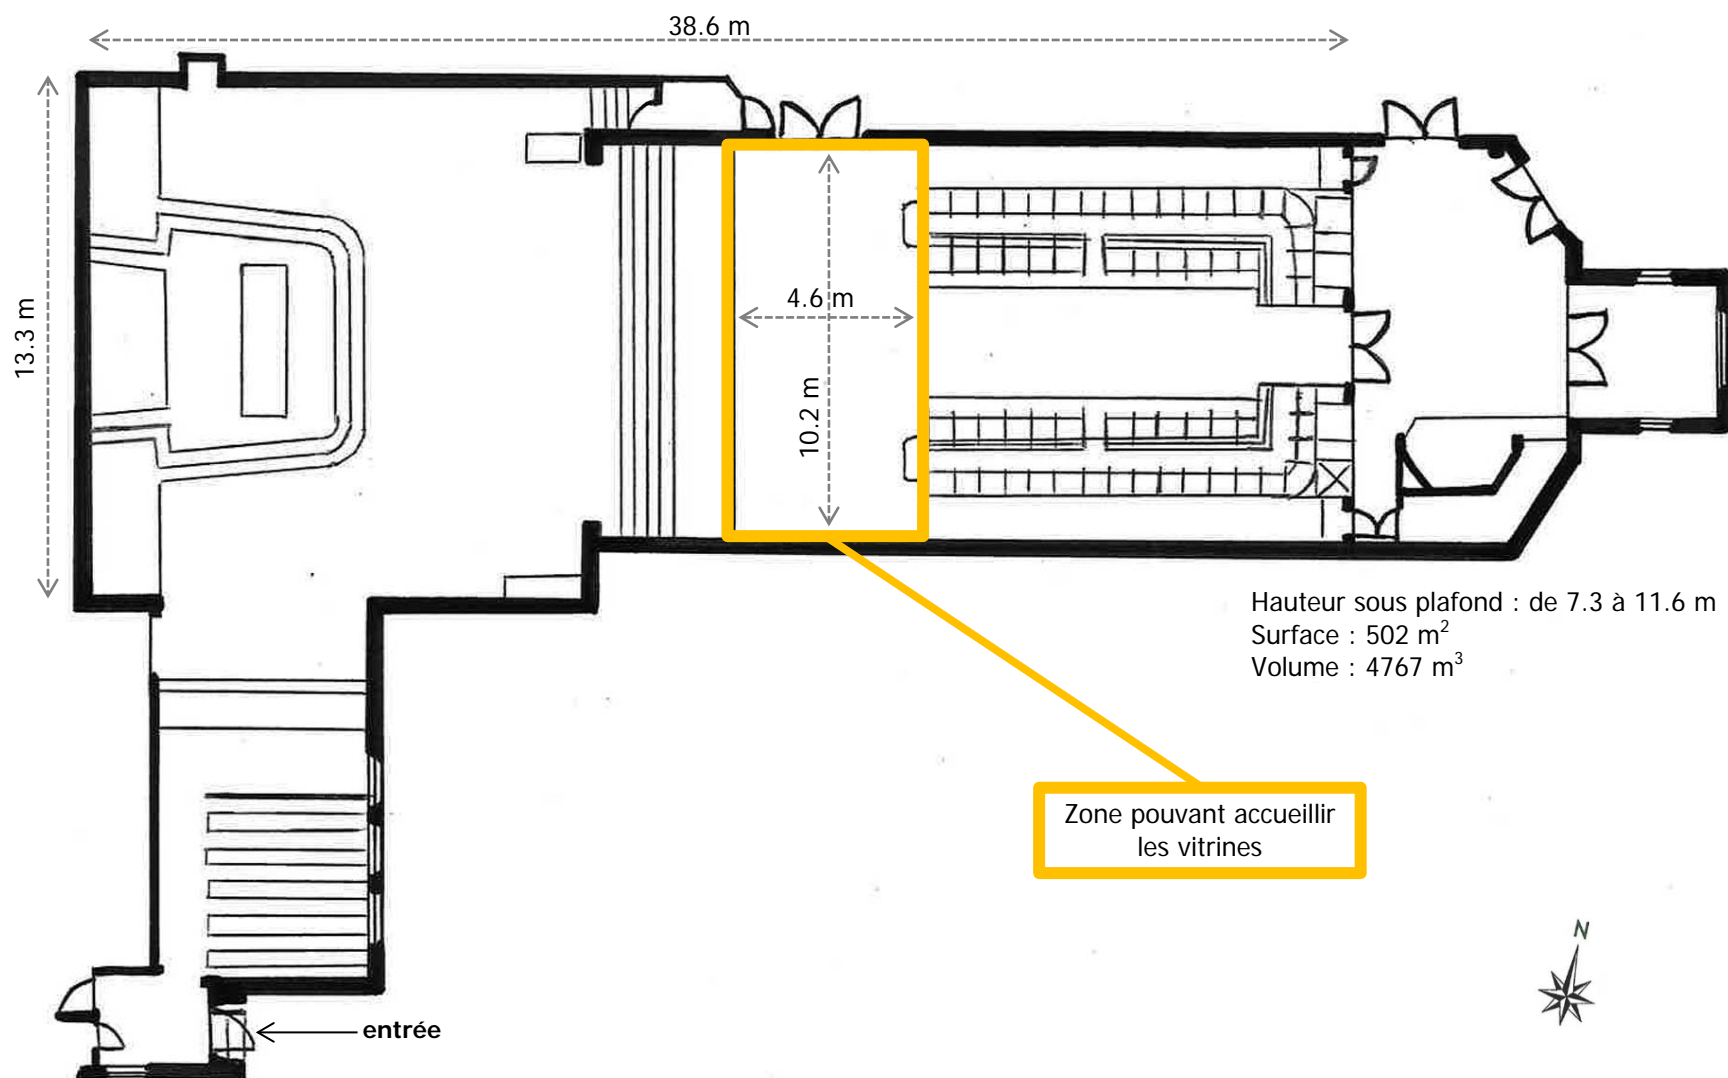 38.6 m
13.3 m
4.6 m
10.2 m
Hauteur sous plafond : de 7.3 à 11.6 m
Surface : 502 m²
Volume : 4767 m³
Zone pouvant accueillir
les vitrines
N
entrée